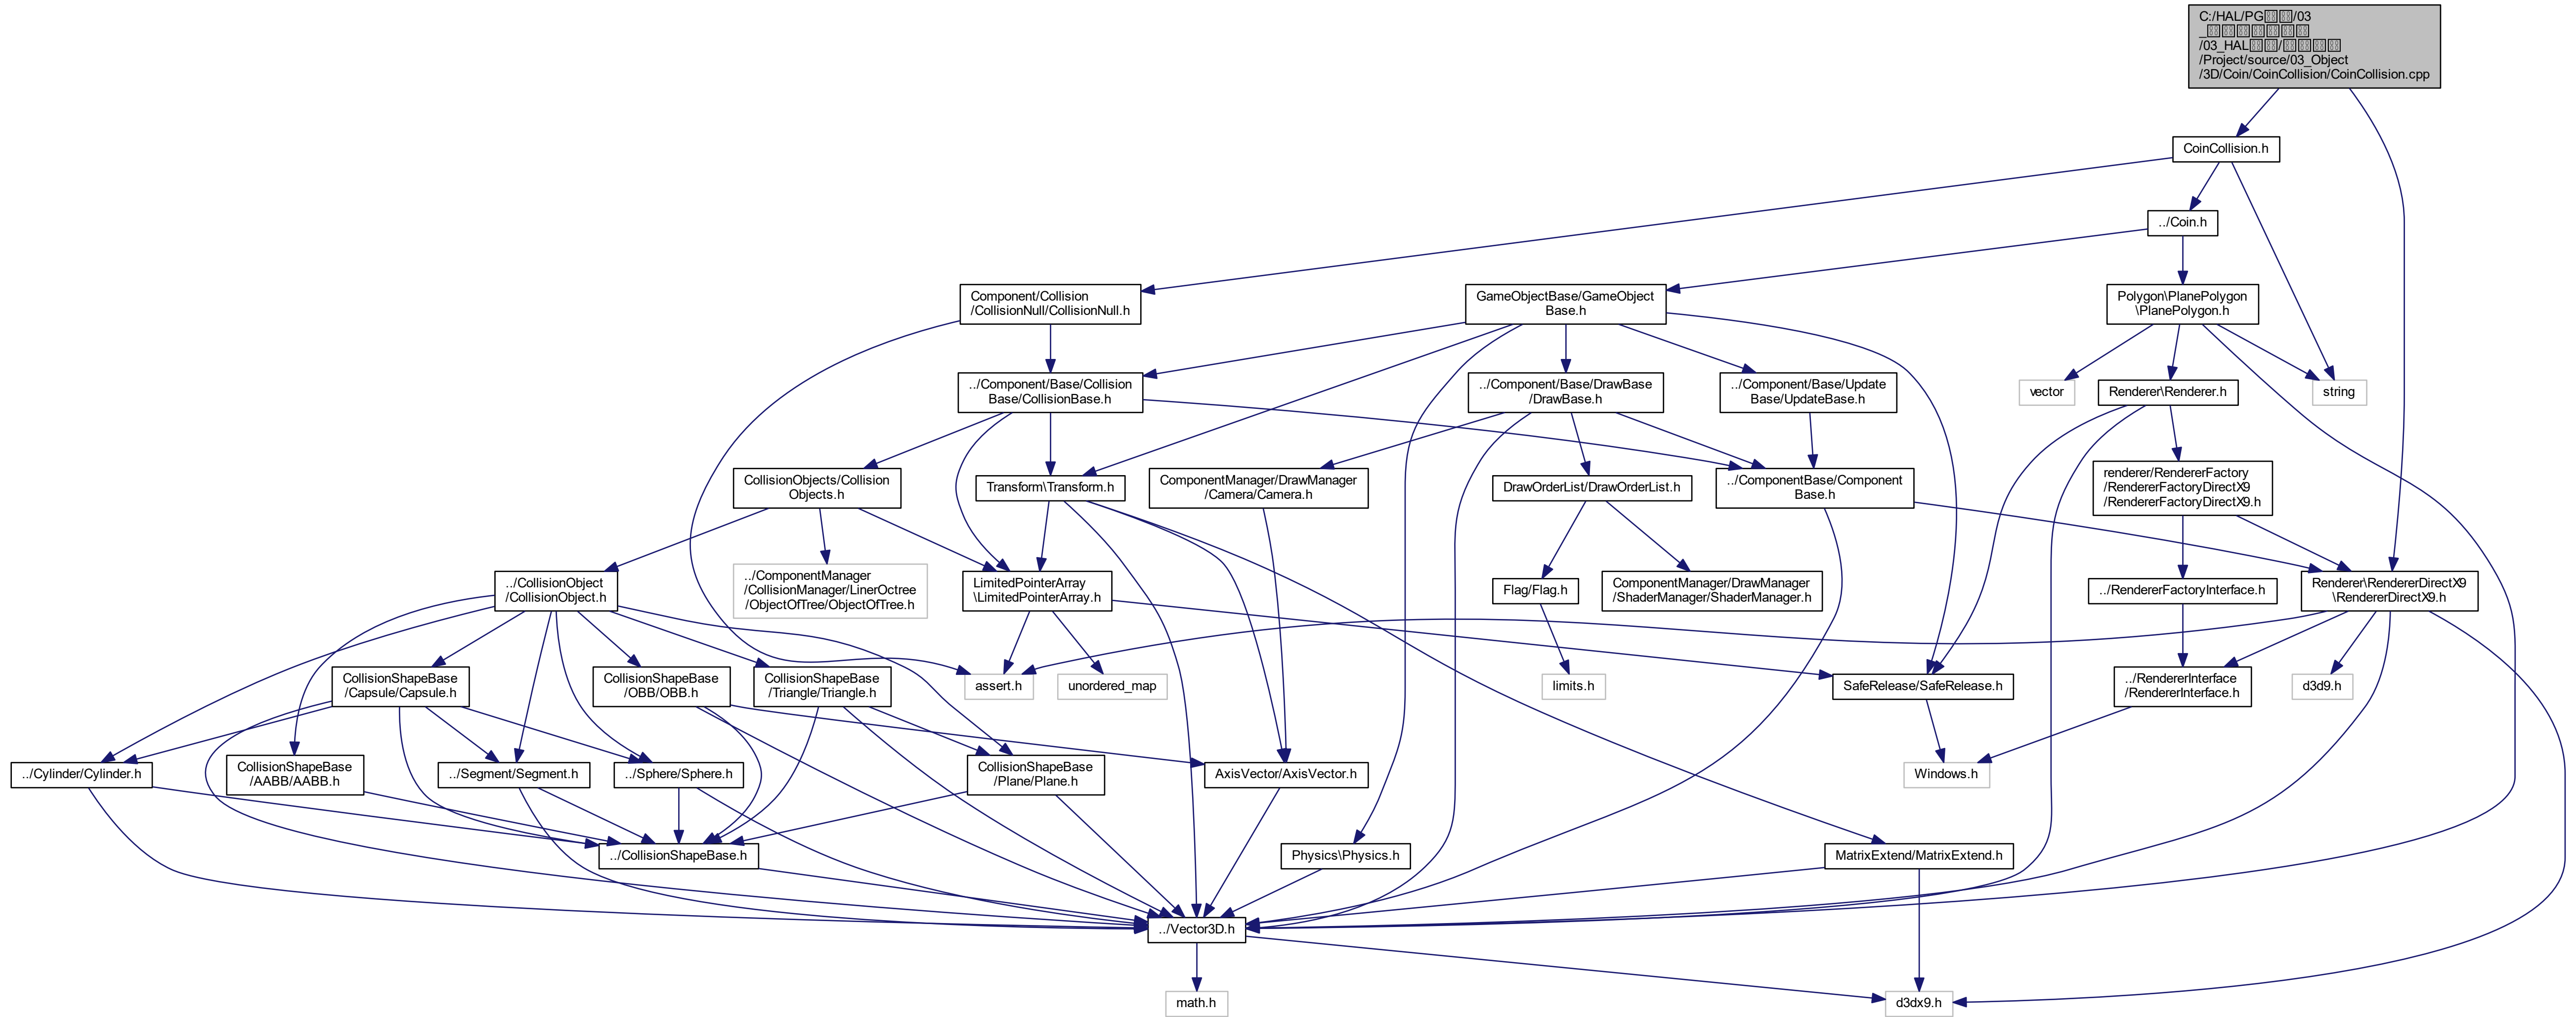 C:/HAL/PG/03
_
/03_HAL/
/Project/source/03_Object
/3D/Coin/CoinCollision/CoinCollision.cpp
CoinCollision.h
../Coin.h
Component/Collision
/CollisionNull/CollisionNull.h
GameObjectBase/GameObject
Base.h
Polygon\PlanePolygon
\PlanePolygon.h
../Component/Base/Collision
Base/CollisionBase.h
../Component/Base/DrawBase
/DrawBase.h
../Component/Base/Update
Base/UpdateBase.h
vector
Renderer\Renderer.h
string
CollisionObjects/Collision
Objects.h
Transform\Transform.h
ComponentManager/DrawManager
/Camera/Camera.h
DrawOrderList/DrawOrderList.h
../ComponentBase/Component
Base.h
renderer/RendererFactory
/RendererFactoryDirectX9
/RendererFactoryDirectX9.h
../CollisionObject
/CollisionObject.h
../ComponentManager
/CollisionManager/LinerOctree
/ObjectOfTree/ObjectOfTree.h
LimitedPointerArray
\LimitedPointerArray.h
Flag/Flag.h
ComponentManager/DrawManager
/ShaderManager/ShaderManager.h
../RendererFactoryInterface.h
Renderer\RendererDirectX9
\RendererDirectX9.h
CollisionShapeBase
/Capsule/Capsule.h
CollisionShapeBase
/OBB/OBB.h
CollisionShapeBase
/Triangle/Triangle.h
assert.h
unordered_map
limits.h
SafeRelease/SafeRelease.h
../RendererInterface
/RendererInterface.h
d3d9.h
../Cylinder/Cylinder.h
CollisionShapeBase
/AABB/AABB.h
../Segment/Segment.h
../Sphere/Sphere.h
CollisionShapeBase
/Plane/Plane.h
AxisVector/AxisVector.h
Windows.h
../CollisionShapeBase.h
Physics\Physics.h
MatrixExtend/MatrixExtend.h
../Vector3D.h
math.h
d3dx9.h